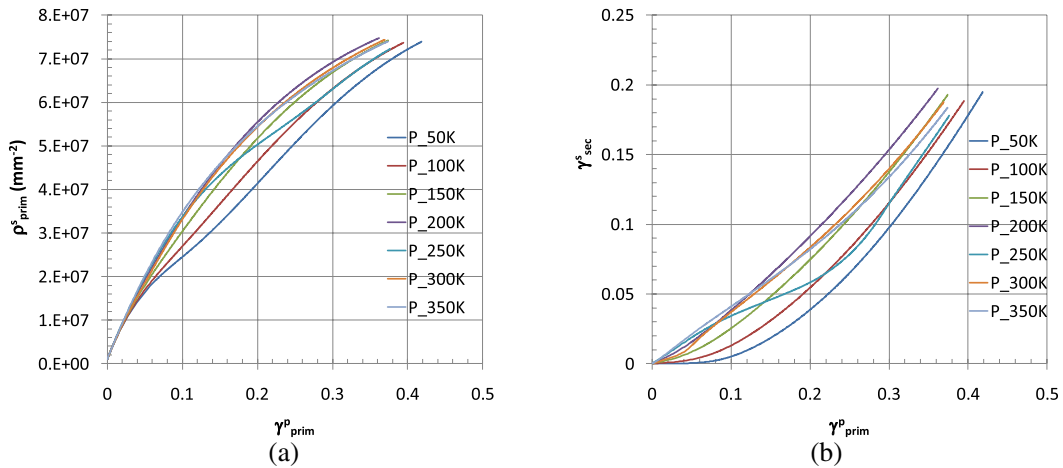 8.E+07
7.E+07
6.E+07
5.E+07
4.E+07
3.E+07
2.E+07
1.E+07
0.E+00
ρˢprim (mm⁻²)
0
0.1
0.2
0.3
0.4
0.5
γᵖprim
P_50K
P_100K
P_150K
P_200K
P_250K
P_300K
P_350K
(a)
0.2
0.15
0.1
0.05
0
γˢsec
0
0.1
0.2
0.3
0.4
0.5
γᵖprim
P_50K
P_100K
P_150K
P_200K
P_250K
P_300K
P_350K
(b)